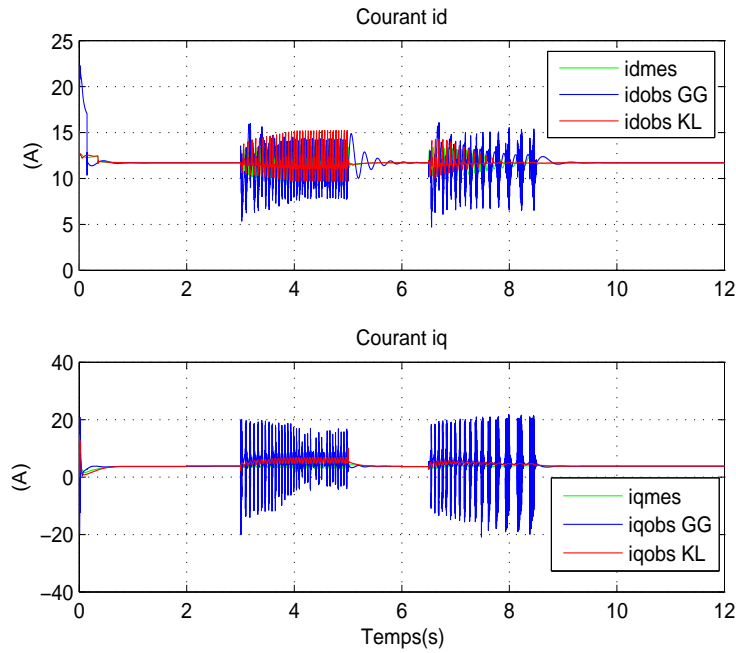 Courant id
25
20
15
10
5
0
(A)
idmes
idobs GG
idobs KL
0 2 4 6 8 10 12
Courant iq
40
20
0
−20
−40
(A)
iqmes
iqobs GG
iqobs KL
0 2 4 6 8 10 12
Temps(s)